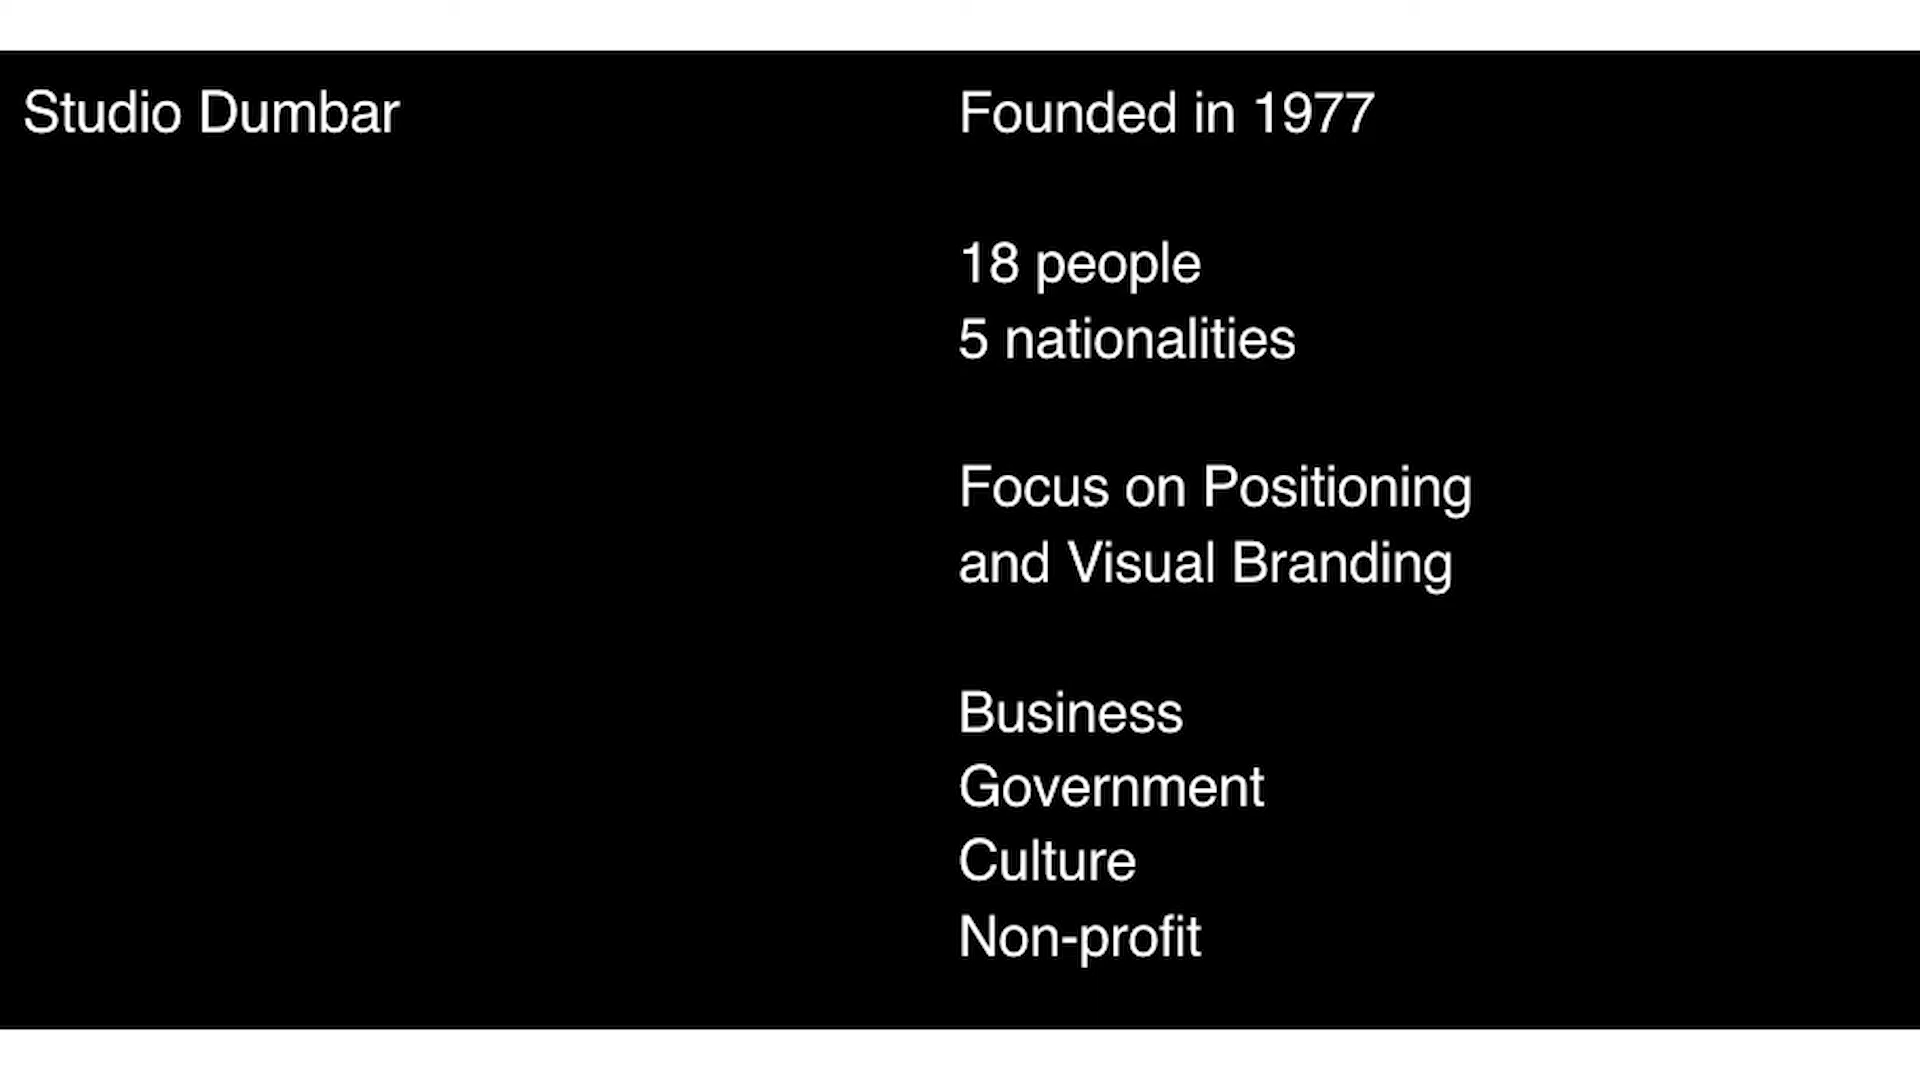 Studio Dumbar
Founded in 1977
18 people
5 nationalities
Focus on Positioning
and Visual Branding
Business
Government
Culture
Non-profit